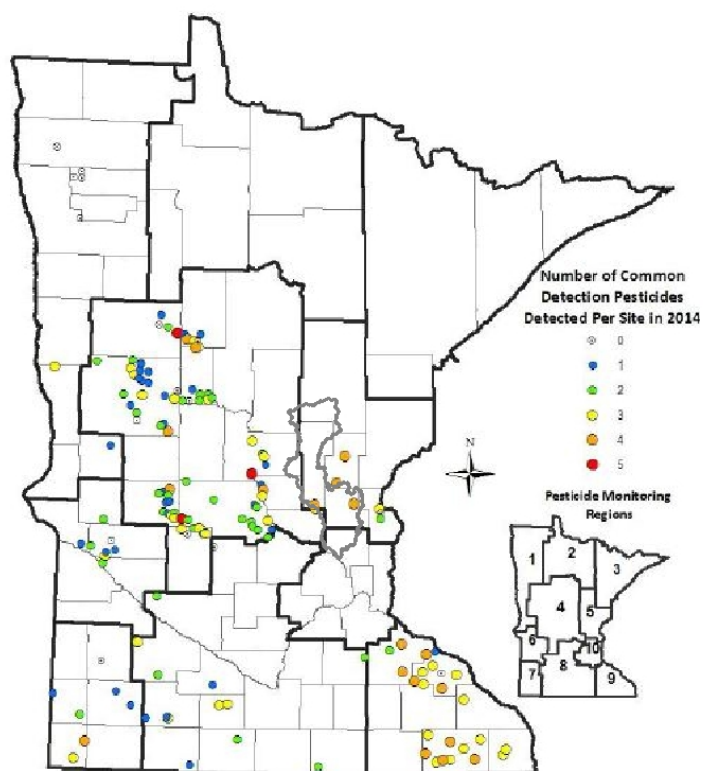 Number of Common
Detection Pesticides
Detected Per Site in 2014
0
1
2
3
4
5
N
Pesticide Monitoring
Regions
1
2
3
4
5
6
10
7
8
9